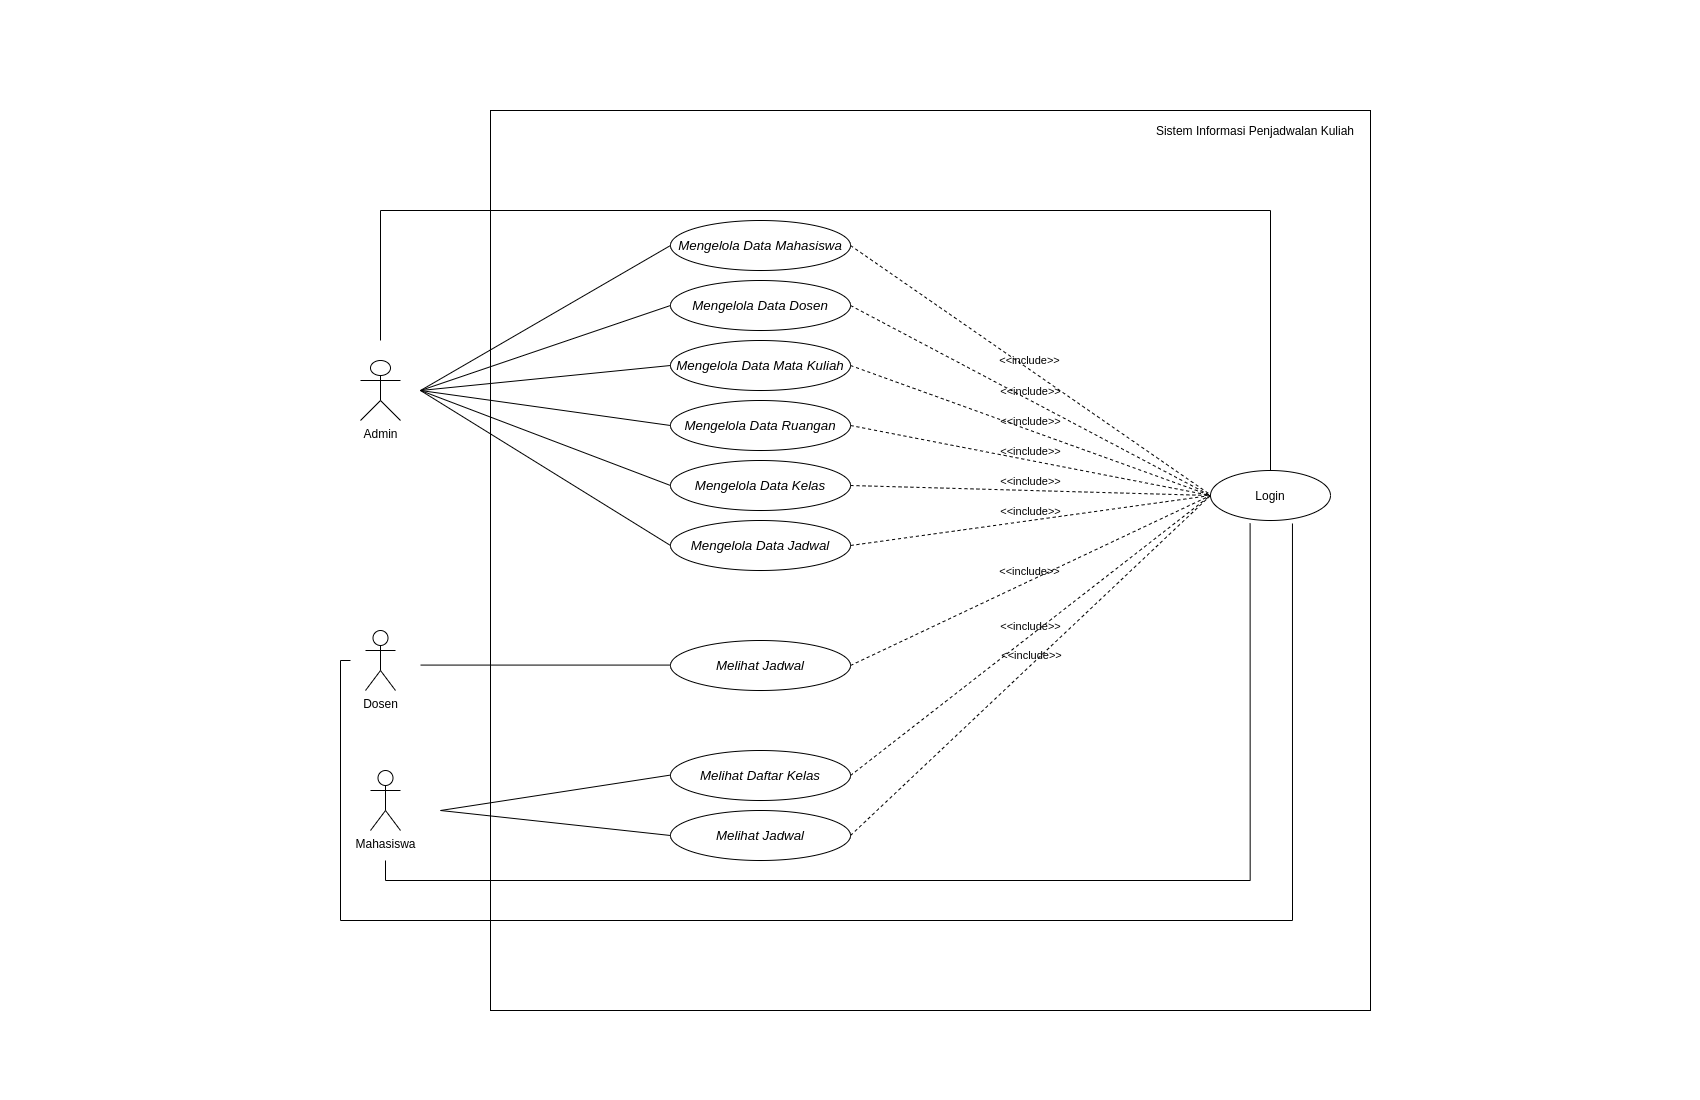 Sistem Informasi Penjadwalan Kuliah
Mengelola Data Mahasiswa
Mengelola Data Dosen
<<include>>
Mengelola Data Mata Kuliah
<<include>>
<<include>>
Mengelola Data Ruangan
Admin
<<include>>
<<include>>
Mengelola Data Kelas
Login
<<include>>
Mengelola Data Jadwal
<<include>>
<<include>>
<<include>>
Melihat Jadwal
Dosen
Melihat Daftar Kelas
Melihat Jadwal
Mahasiswa